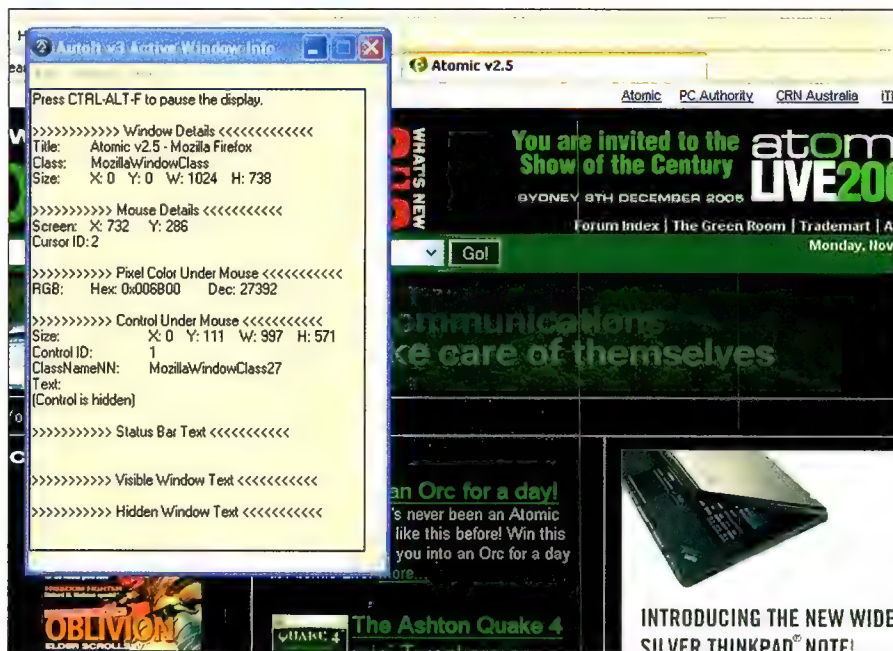 AutoIt v3 Active Window Info
Press CTRL-ALT-F to pause the display.
>>>>>>>>>>>> Window Details <<<<<<<<<<<<<
Title: Atomic v2.5 - Mozilla Firefox
Class: MozillaWindowClass
Size: X: 0 Y: 0 W: 1024 H: 738
>>>>>>>>>>> Mouse Details <<<<<<<<<<<
Screen: X: 732 Y: 286
Cursor ID: 2
>>>>>>>>>>> Pixel Color Under Mouse <<<<<<<<<<<
RGB: Hex: 0x006B00 Dec: 27392
>>>>>>>>>>> Control Under Mouse <<<<<<<<<<<
Size: X: 0 Y: 111 W: 997 H: 571
Control ID: 1
ClassNameNN: MozillaWindowClass27
Text:
(Control is hidden)
>>>>>>>>>>> Status Bar Text <<<<<<<<<<<
>>>>>>>>>>> Visible Window Text <<<<<<<<<<<
>>>>>>>>>>> Hidden Window Text <<<<<<<<<<<
Atomic v2.5
Atomic PC Authority CRN Australia
WHAT'S NEW
You are invited to the
Show of the Century
SYDNEY 8TH DECEMBER 2005
atom
LIVE200
Forum Index | The Green Room | Trademart | A
Go!
Monday, Nov
mmunications
ke care of themselves
an Orc for a day!
's never been an Atomic
like this before! Win this
you into an Orc for a day
more...
FREEDOM FIGHTER
OBLIVION
ELDER SCROLLS
QUAKE 4
The Ashton Quake 4
INTRODUCING THE NEW WIDE
SILVER THINKPAD® NOTE